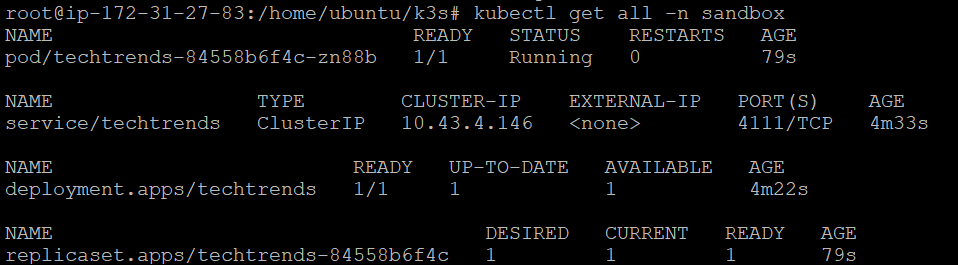 root@ip-172-31-27-83:/home/ubuntu/k3s# kubectl get all -n sandbox
NAME READY STATUS RESTARTS AGE
pod/techtrends-84558b6f4c-zn88b 1/1 Running 0 79s
NAME TYPE CLUSTER-IP EXTERNAL-IP PORT(S) AGE
service/techtrends ClusterIP 10.43.4.146 <none> 4111/TCP 4m33s
NAME READY UP-TO-DATE AVAILABLE AGE
deployment.apps/techtrends 1/1 1 1 4m22s
NAME DESIRED CURRENT READY AGE
replicaset.apps/techtrends-84558b6f4c 1 1 1 79s